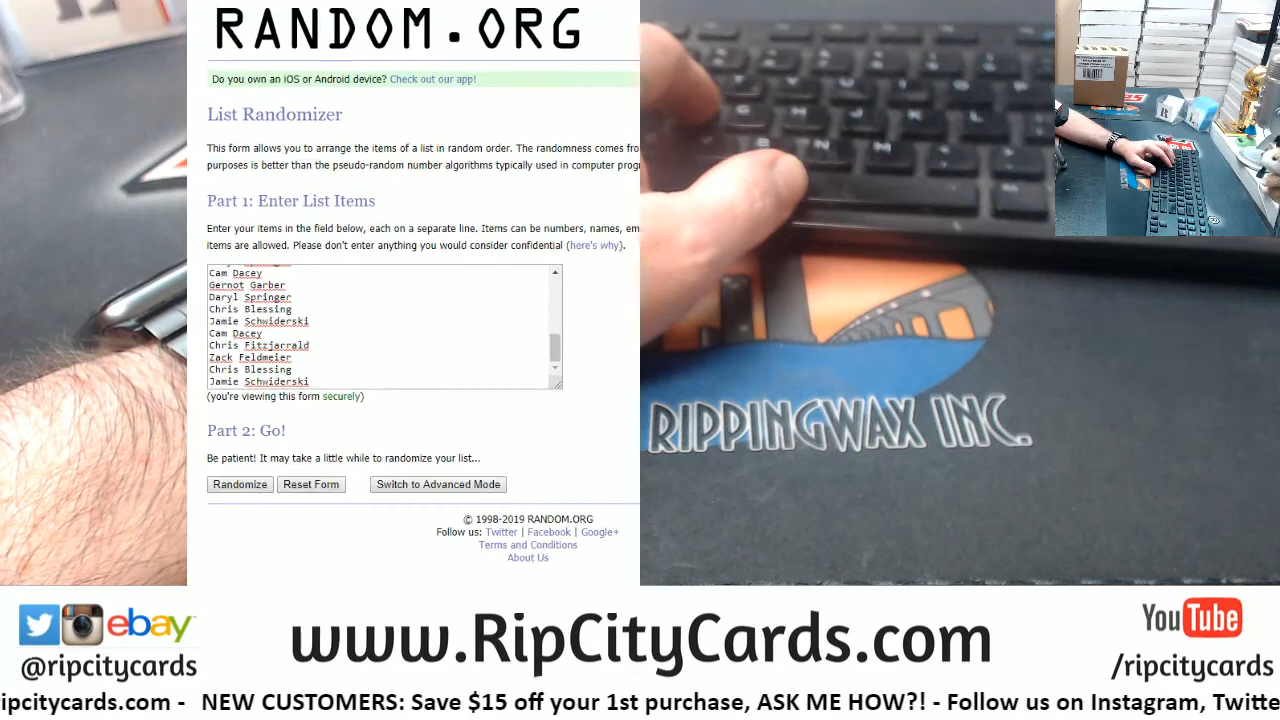 RANDOM.ORG
Do you own an iOS or Android device? Check out our app!
List Randomizer
This form allows you to arrange the items of a list in random order. The randomness comes fro
purposes is better than the pseudo-random number algorithms typically used in computer prog
Part 1: Enter List Items
Enter your items in the field below, each on a separate line. Items can be numbers, names, em
items are allowed. Please don't enter anything you would consider confidential (here's why).
Cam Dacey
Gernot Garber
Daryl Springer
Chris Blessing
Jamie Schwiderski
Cam Dacey
Chris Fitzjarrald
Zack Feldmeier
Chris Blessing
Jamie Schwiderski
(you're viewing this form securely)
Part 2: Go!
Be patient! It may take a little while to randomize your list...
Randomize Reset Form Switch to Advanced Mode
© 1998-2019 RANDOM.ORG
Follow us: Twitter | Facebook | Google+
Terms and Conditions
About Us
RIPPINGWAX INC.
ebay
@ripcitycards
www.RipCityCards.com
YouTube
/ripcitycards
ripcitycards.com - NEW CUSTOMERS: Save $15 off your 1st purchase, ASK ME HOW?! - Follow us on Instagram, Twitte